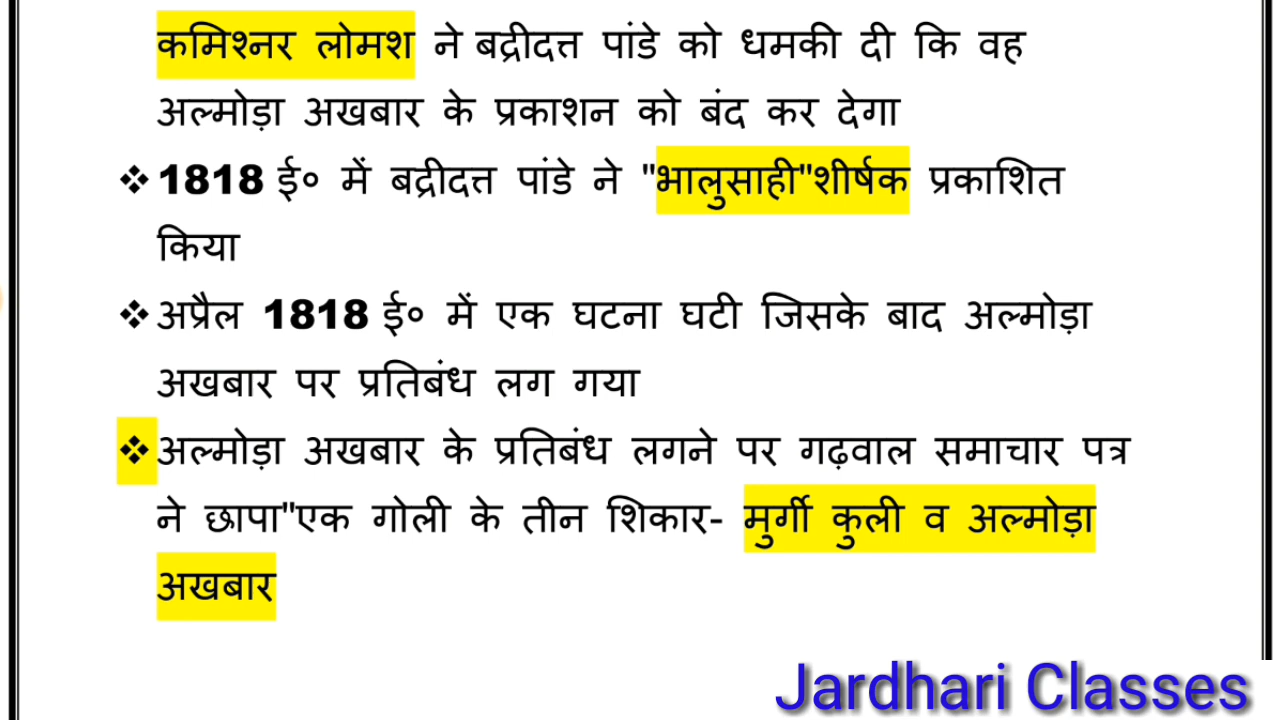 कमिश्नर लोमश ने बद्रीदत्त पांडे को धमकी दी कि वह
अल्मोड़ा अखबार के प्रकाशन को बंद कर देगा
❖ 1818 ई० में बद्रीदत्त पांडे ने "भालुसाही"शीर्षक प्रकाशित
किया
❖ अप्रैल 1818 ई० में एक घटना घटी जिसके बाद अल्मोड़ा
अखबार पर प्रतिबंध लग गया
❖ अल्मोड़ा अखबार के प्रतिबंध लगने पर गढ़वाल समाचार पत्र
ने छापा"एक गोली के तीन शिकार- मुर्गी कुली व अल्मोड़ा
अखबार
Jardhari Classes